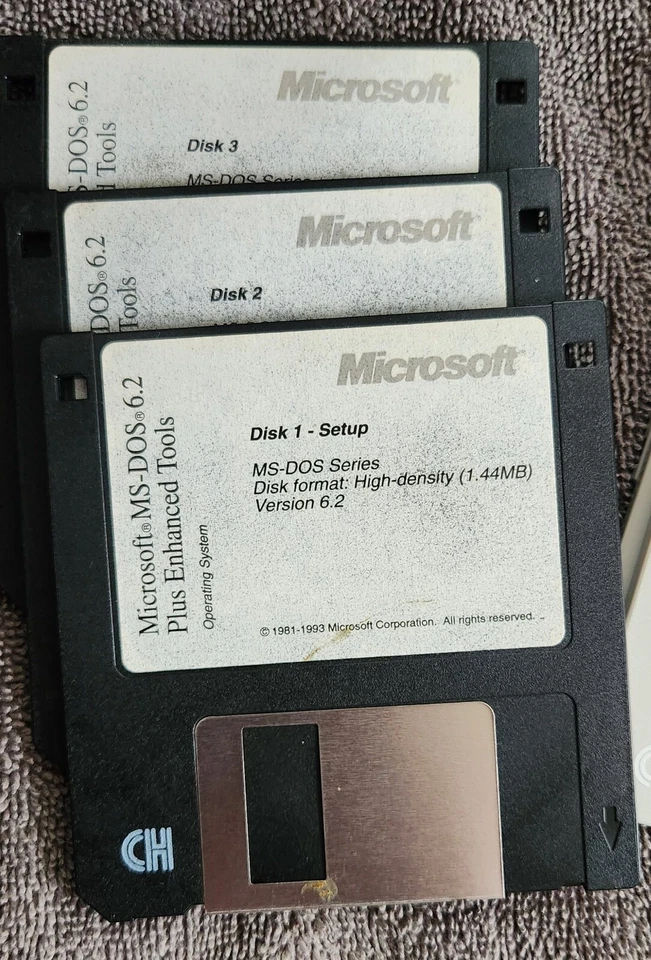 Microsoft
Disk 3
S-DOS® 6.2
d Tools
MS-DOS Series
Microsoft
Disk 2
DOS® 6.2
Tools
Microsoft
Disk 1 - Setup
MS-DOS Series
Disk format: High-density (1.44MB)
Version 6.2
Microsoft® MS-DOS® 6.2
Plus Enhanced Tools
Operating System
© 1981-1993 Microsoft Corporation. All rights reserved.
CH